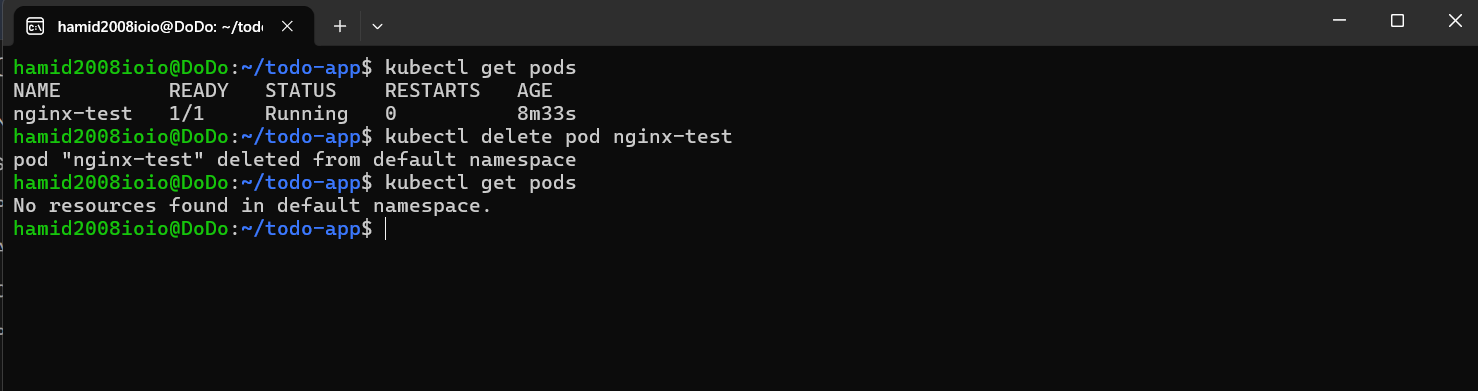 hamid2008ioio@DoDo: ~/tod
hamid2008ioio@DoDo:~/todo-app$ kubectl get pods
NAME         READY   STATUS    RESTARTS   AGE
nginx-test   1/1     Running   0          8m33s
hamid2008ioio@DoDo:~/todo-app$ kubectl delete pod nginx-test
pod "nginx-test" deleted from default namespace
hamid2008ioio@DoDo:~/todo-app$ kubectl get pods
No resources found in default namespace.
hamid2008ioio@DoDo:~/todo-app$